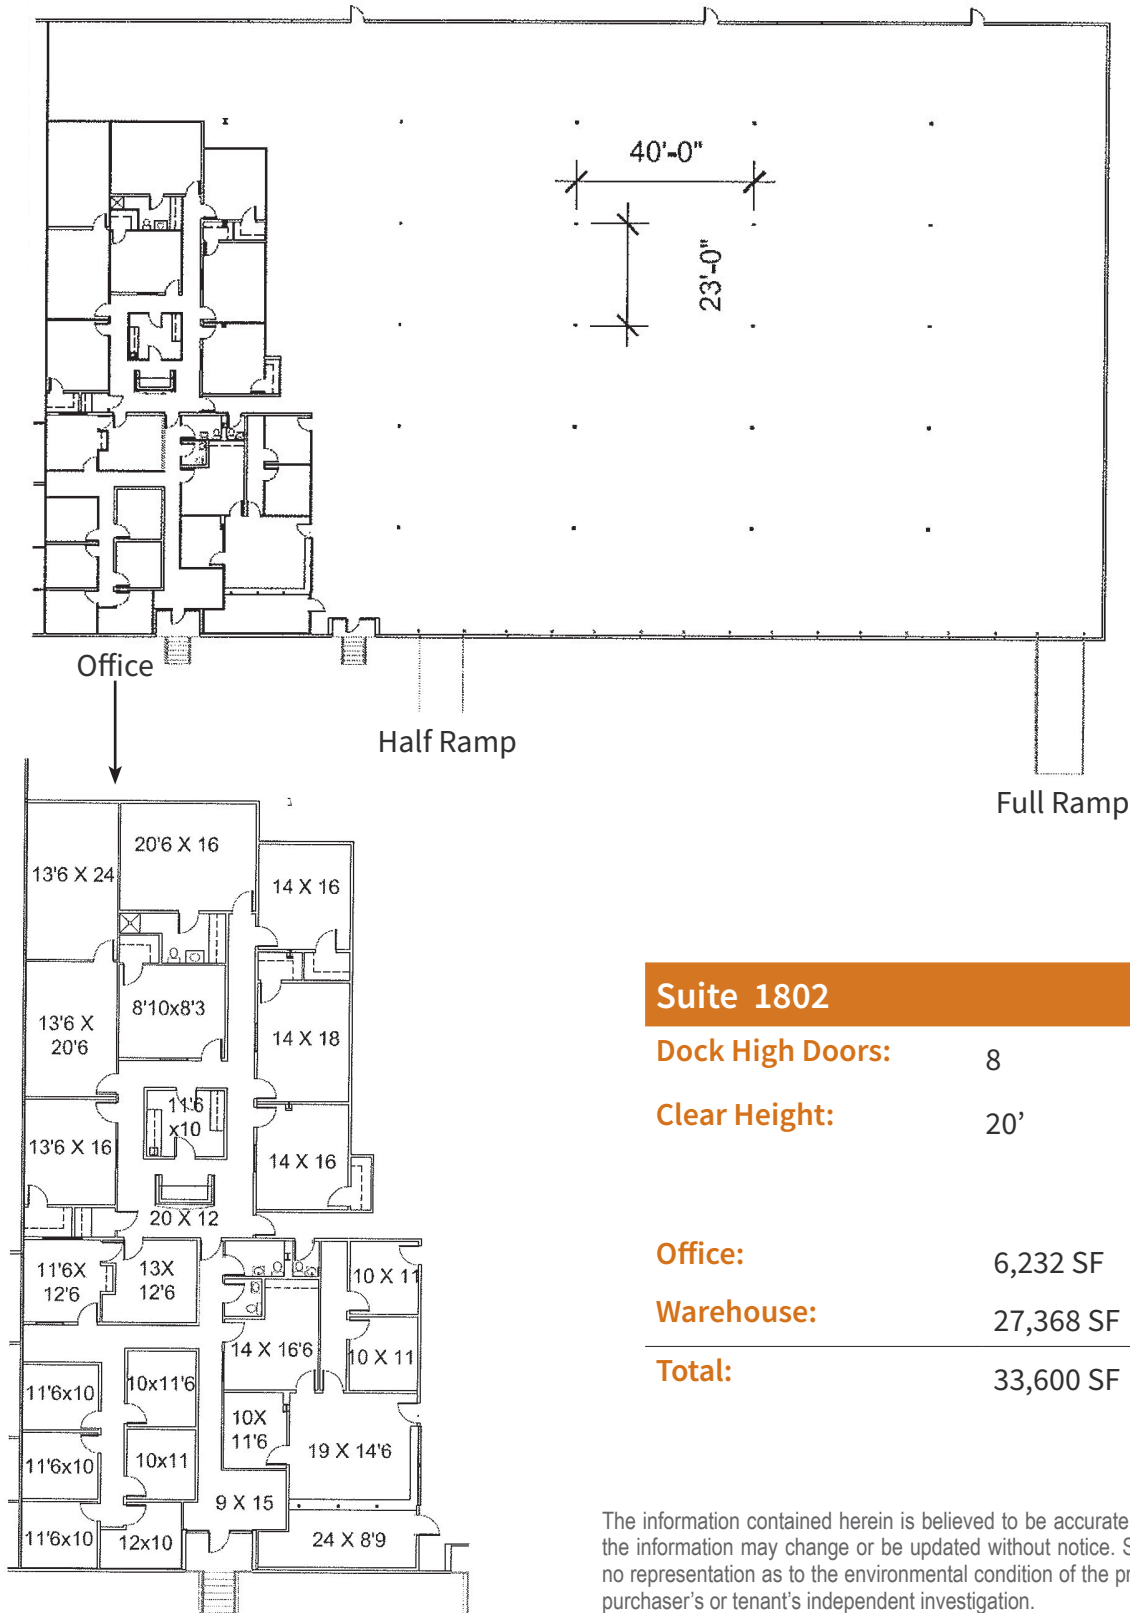 40'-0"
23'-0"
Office
Half Ramp
Full Ramp
20'6 X 16
13'6 X 24
14 X 16
8'10x8'3
13'6 X
20'6
14 X 18
11'6
x10
13'6 X 16
14 X 16
20 X 12
11'6X
12'6
13X
12'6
10 X 11
14 X 16'6
10 X 11
11'6x10
10x11'6
10X
11'6
19 X 14'6
11'6x10
10x11
9 X 15
11'6x10
12x10
24 X 8'9
Suite 1802
Dock High Doors: 8
Clear Height: 20’
Office: 6,232 SF
Warehouse: 27,368 SF
Total: 33,600 SF
The information contained herein is believed to be accurate
the information may change or be updated without notice. S
no representation as to the environmental condition of the pr
purchaser's or tenant's independent investigation.